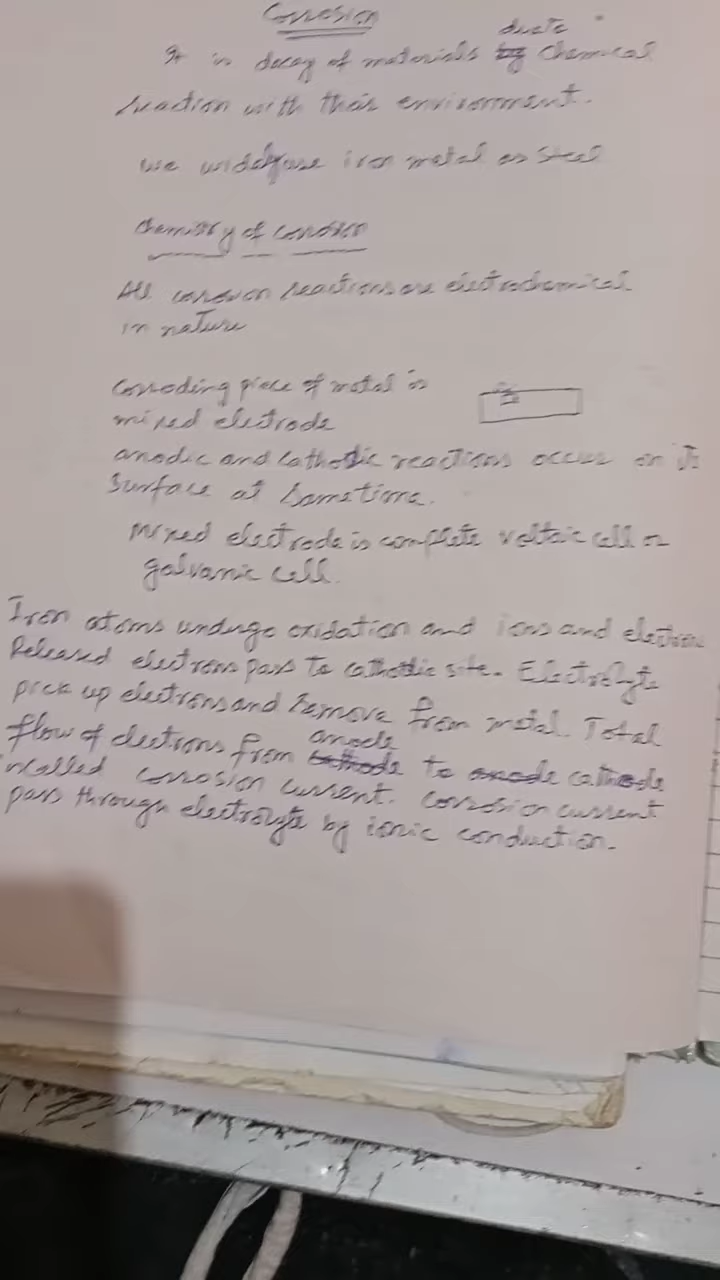 Corrosion
It is decay of materials by due to chemical
reaction with their environment.
We widely use iron metal as steel
Chemistry of corrosion
All corrosion reactions are electrochemical
in nature
Corroding piece of metal is
mixed electrode
anodic and cathodic reactions occur on its
surface at sametime.
Mixed electrode is complete voltaic cell or
galvanic cell.
Iron atoms undergo oxidation and ions and electrons
Released electrons pass to cathodic site. Electrolyte
pick up electrons and remove from metal. Total
flow of electrons from cathode anode to anode cathode
is called corrosion current. Corrosion current
pass through electrolyte by ionic conduction.